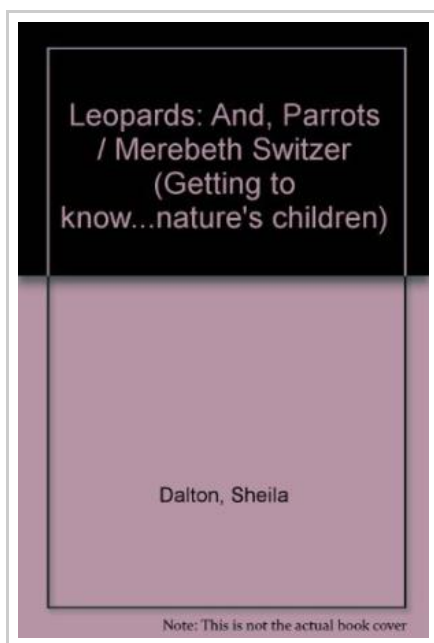 Leopards: And, Parrots
/ Merebeth Switzer
(Getting to
know...nature's children)
Dalton, Sheila
Note: This is not the actual book cover